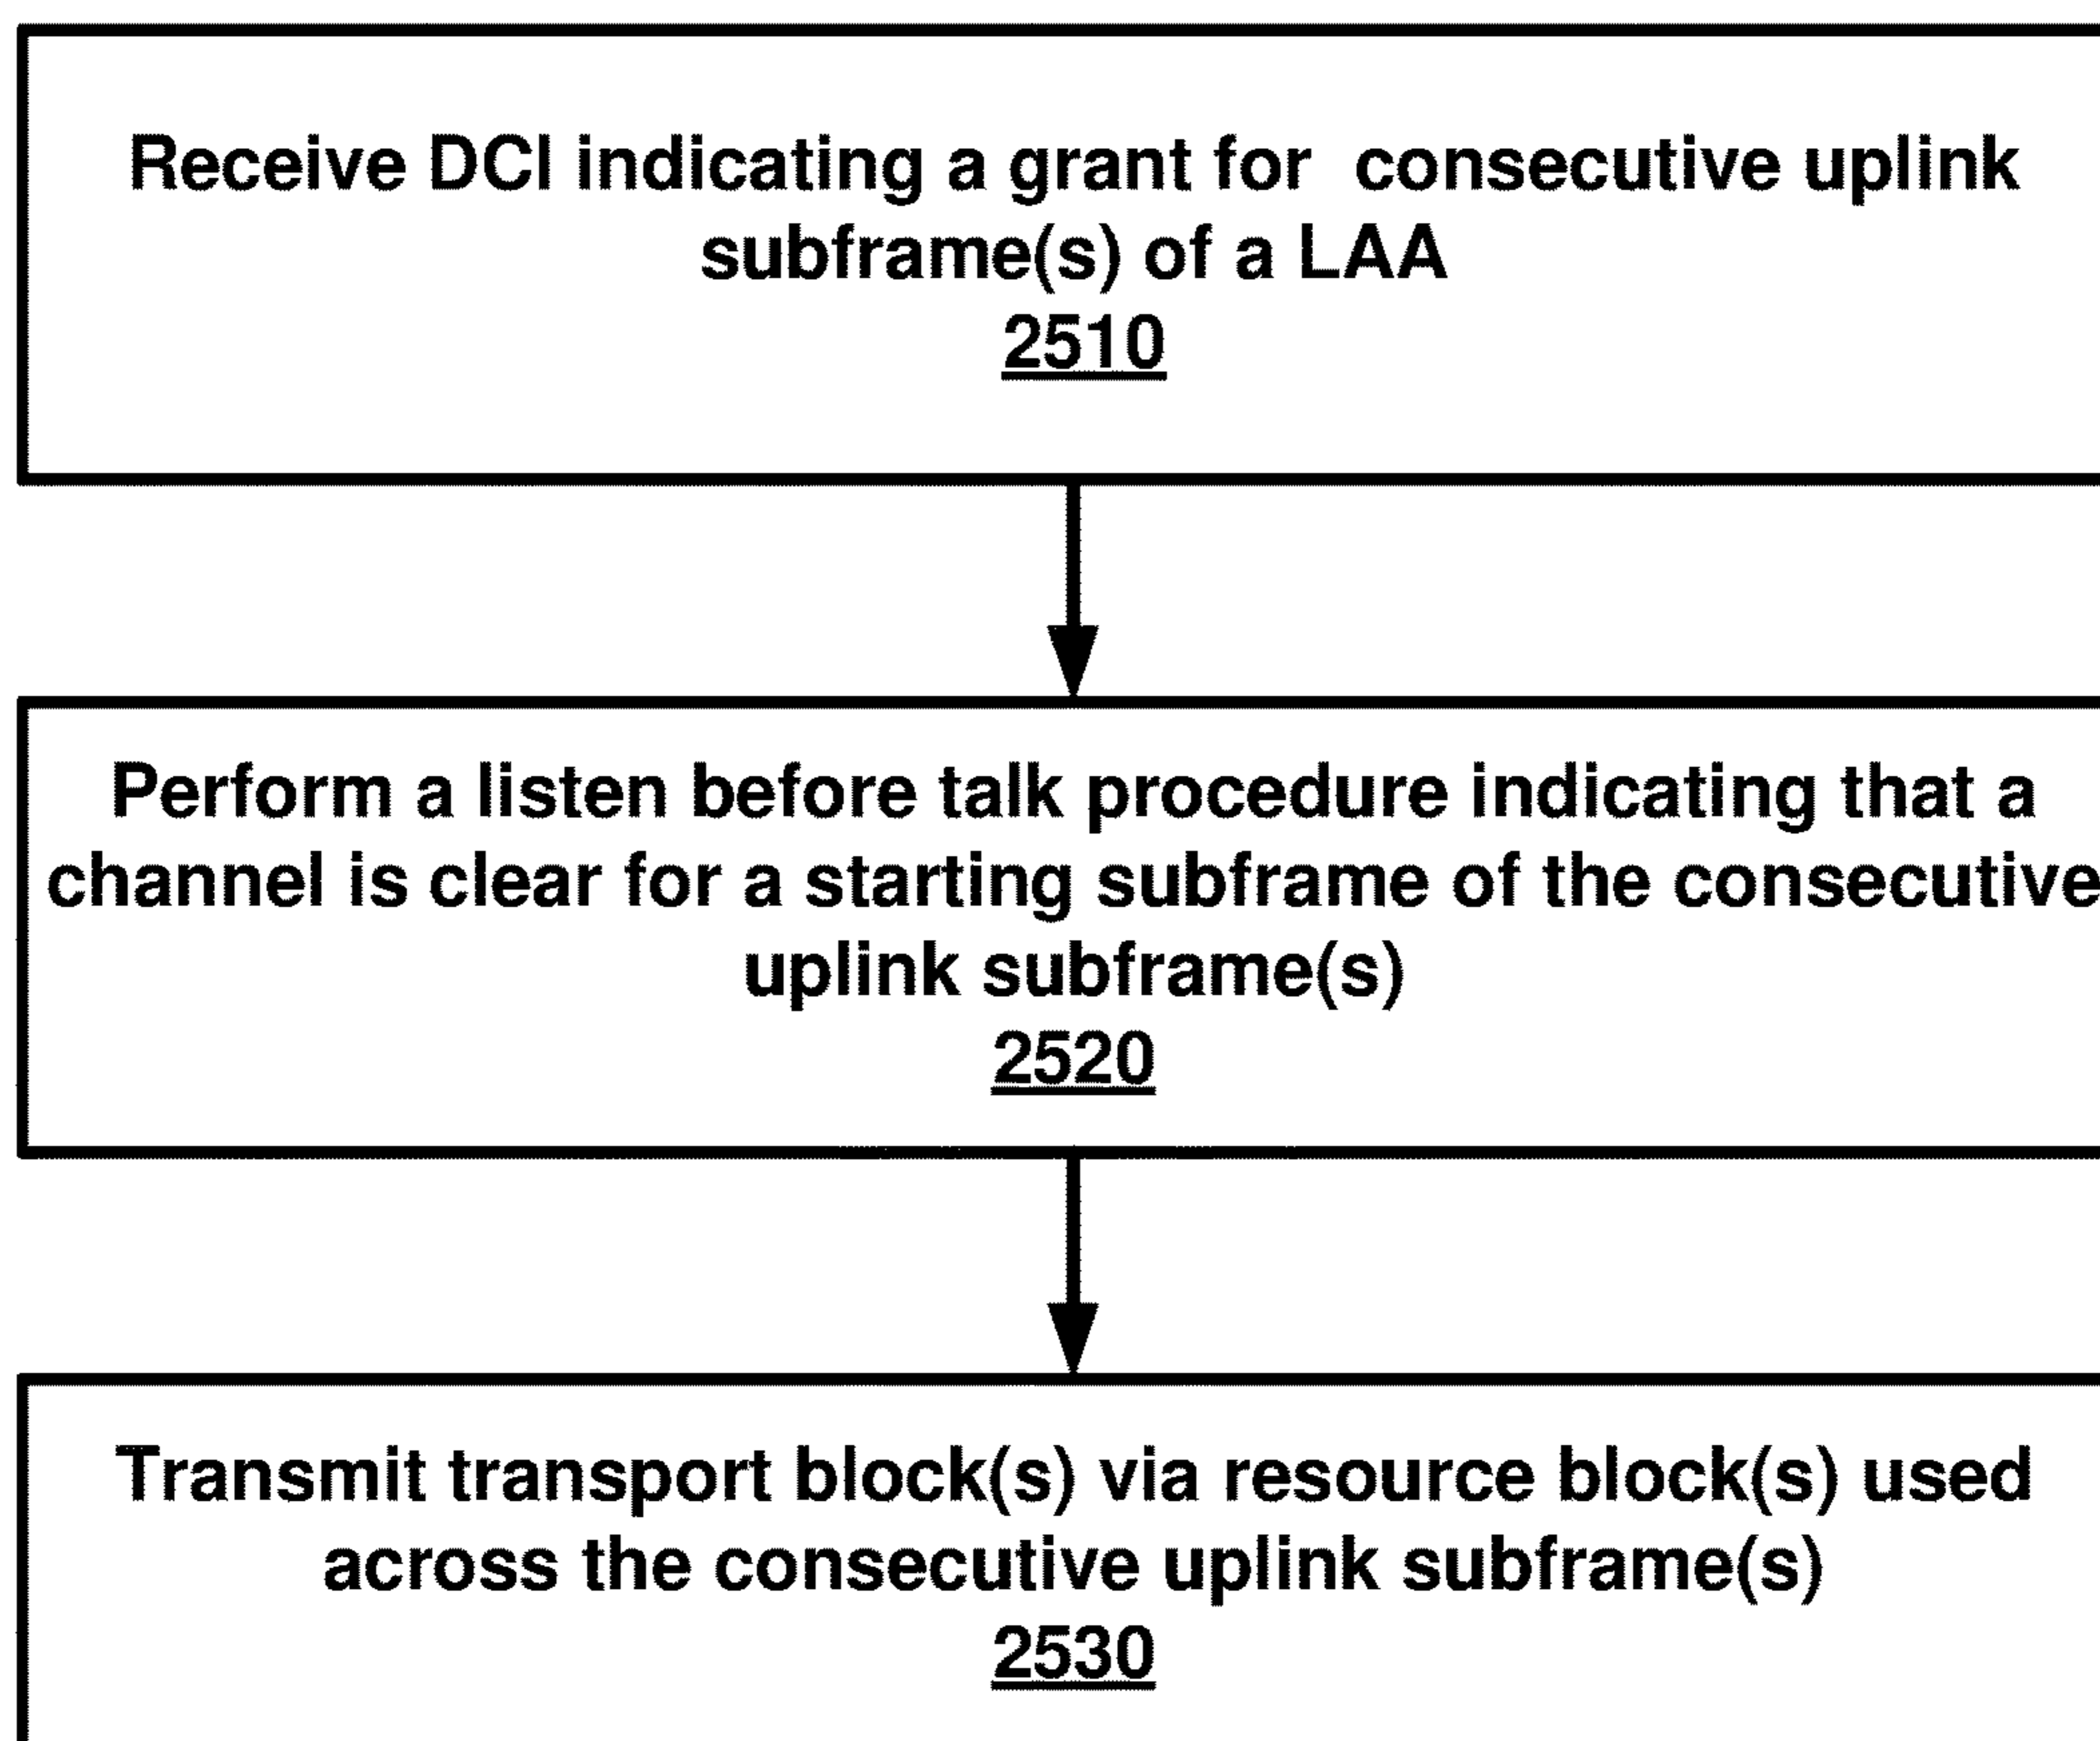 Receive DCI indicating a grant for consecutive uplink
subframe(s) of a LAA
2510
Perform a listen before talk procedure indicating that a
channel is clear for a starting subframe of the consecutive
uplink subframe(s)
2520
Transmit transport block(s) via resource block(s) used
across the consecutive uplink subframe(s)
2530